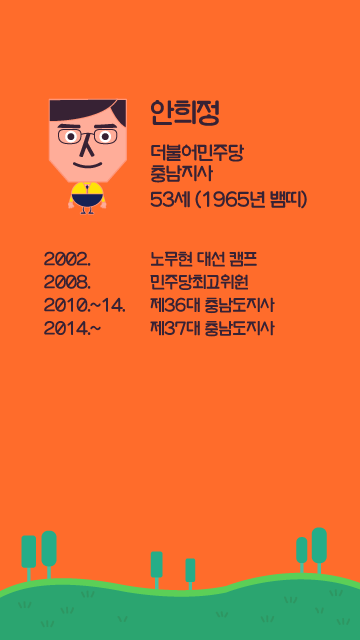 안희정
더불어민주당
충남지사
53세 (1965년 뱀띠)
2002. 노무현 대선 캠프
2008. 민주당최고위원
2010.~14. 제36대 충남도지사
2014.~ 제37대 충남도지사